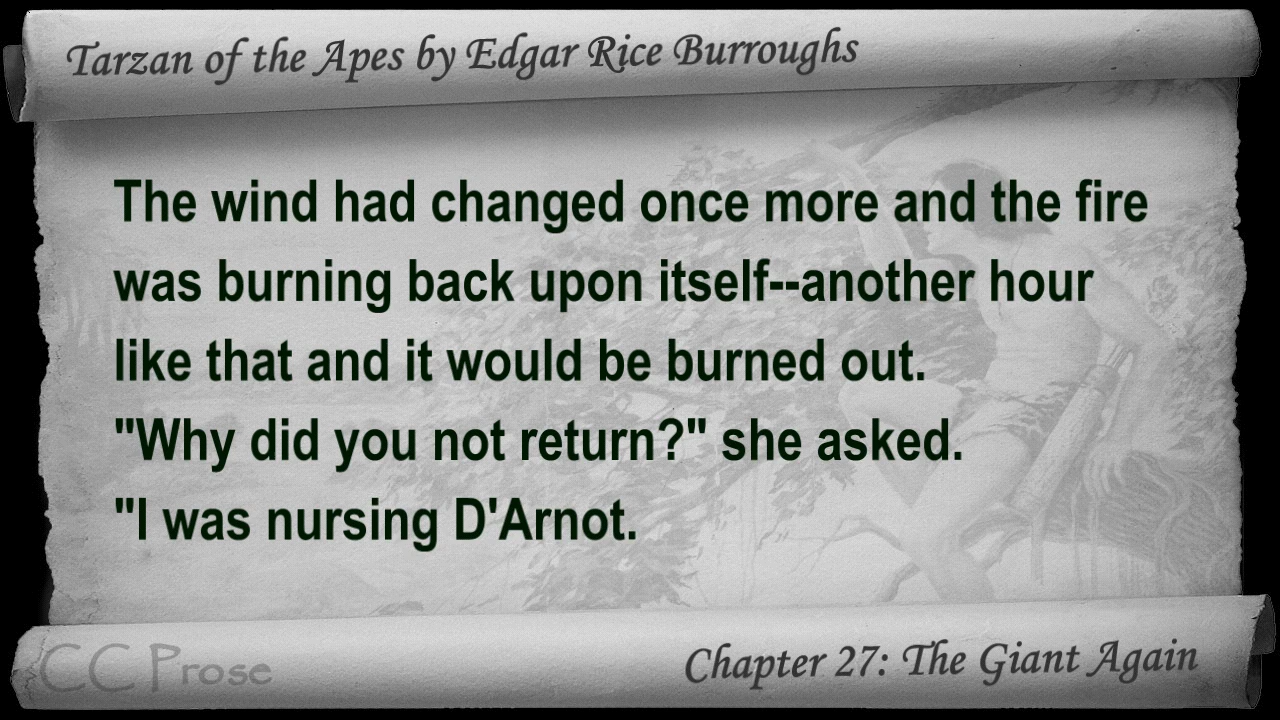 Tarzan of the Apes by Edgar Rice Burroughs
The wind had changed once more and the fire
was burning back upon itself--another hour
like that and it would be burned out.
"Why did you not return?" she asked.
"I was nursing D'Arnot.
CC Prose
Chapter 27: The Giant Again